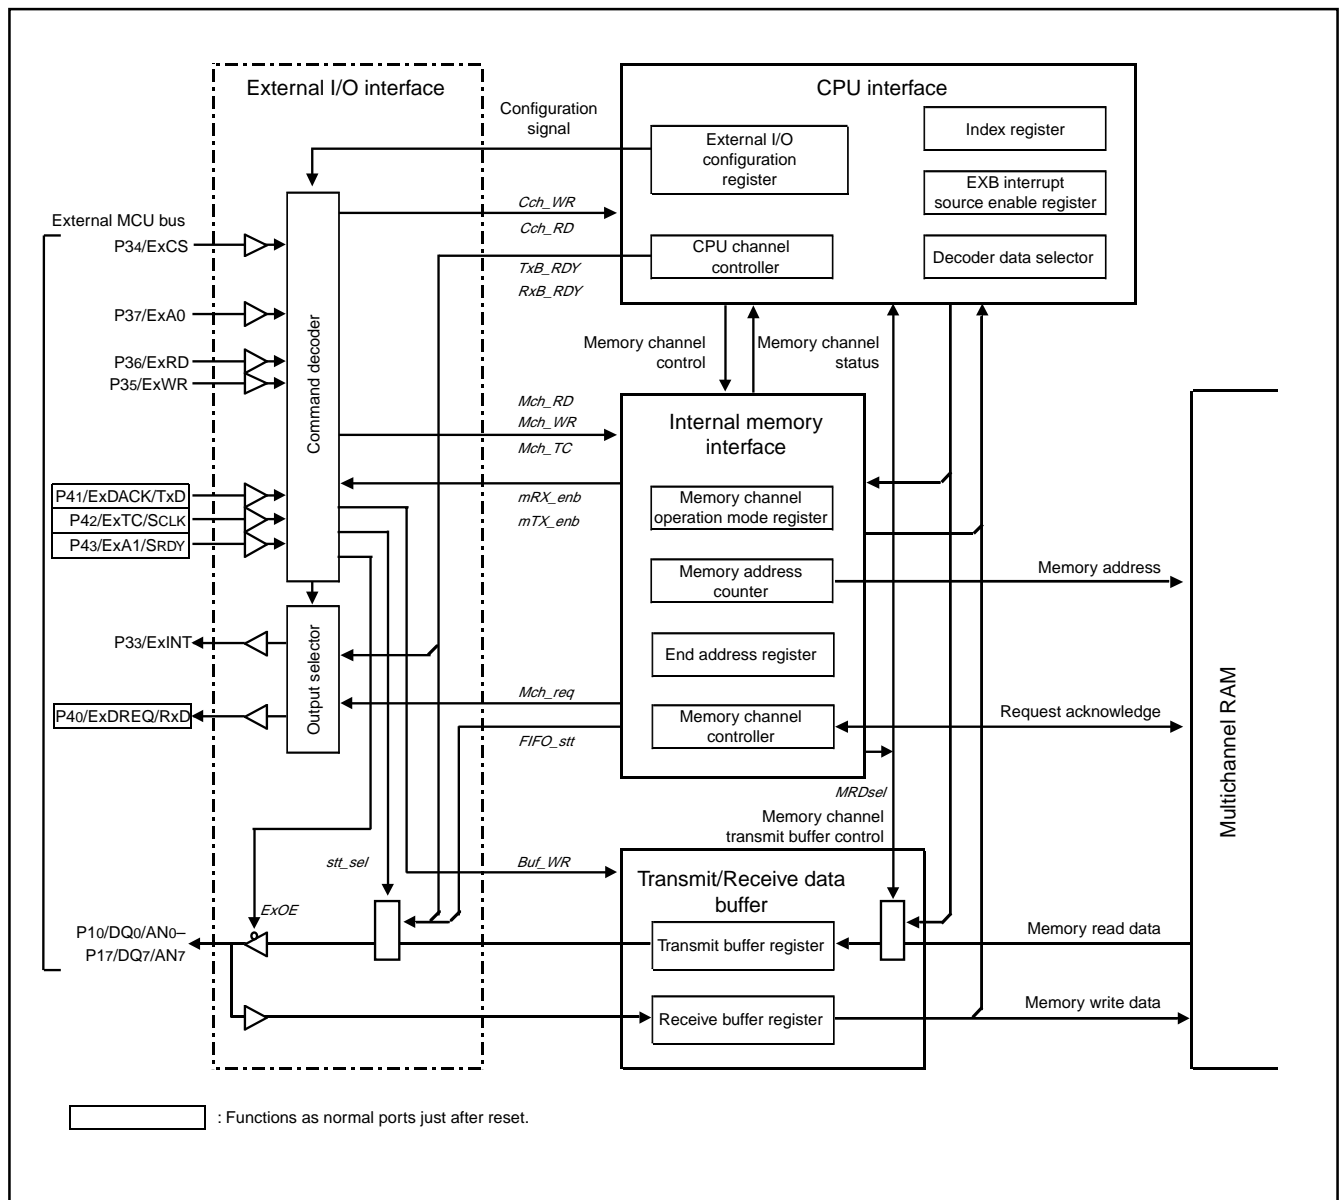 External I/O interface
CPU interface
Configuration
signal
External I/O
configuration
register
Index register
EXB interrupt
source enable register
Decoder data selector
CPU channel
controller
Cch_WR
Cch_RD
TxB_RDY
RxB_RDY
External MCU bus
P34/ExCS
P37/ExA0
P36/ExRD
P35/ExWR
P41/ExDACK/TxD
P42/ExTC/SCLK
P43/ExA1/SRDY
P33/ExINT
P40/ExDREQ/RxD
P10/DQ0/AN0–
P17/DQ7/AN7
Command decoder
Output selector
Memory channel
control
Memory channel
status
Mch_RD
Mch_WR
Mch_TC
mRX_enb
mTX_enb
Mch_req
FIFO_stt
Internal memory
interface
Memory channel
operation mode register
Memory address
counter
End address register
Memory channel
controller
Memory address
Request acknowledge
Multichannel RAM
MRDsel
Memory channel
transmit buffer control
stt_sel
Buf_WR
ExOE
Transmit/Receive data
buffer
Transmit buffer register
Receive buffer register
Memory read data
Memory write data
: Functions as normal ports just after reset.